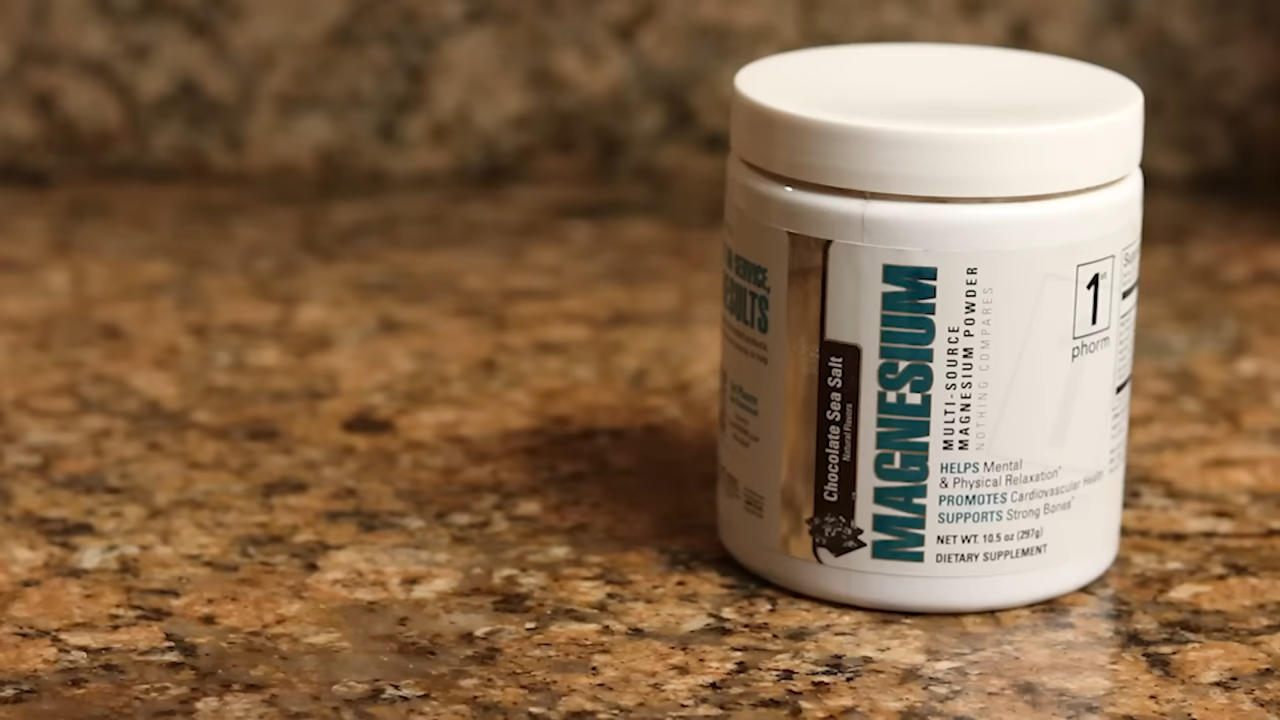 N SERVICE,
SULTS
Chocolate Sea Salt
Natural Flavors
MAGNESIUM
MULTI-SOURCE
MAGNESIUM POWDER
NOTHING COMPARES
HELPS Mental
& Physical Relaxation*
PROMOTES Cardiovascular Health
SUPPORTS Strong Bones*
NET WT. 10.5 oz (297g)
DIETARY SUPPLEMENT
1st
phorm